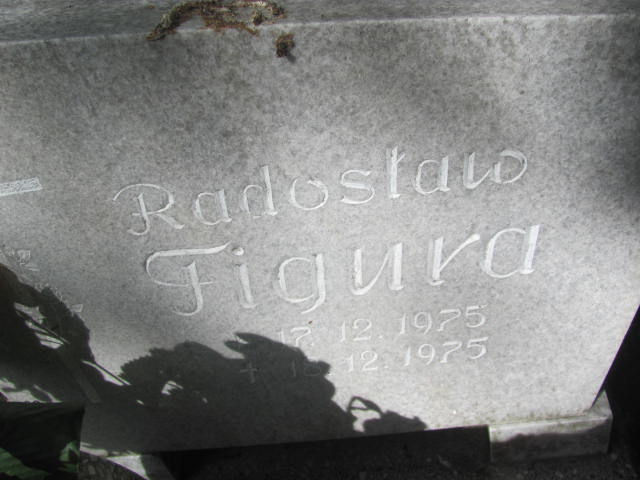 Radosław
Figura
17. 12. 1975
+ 18. 12. 1975